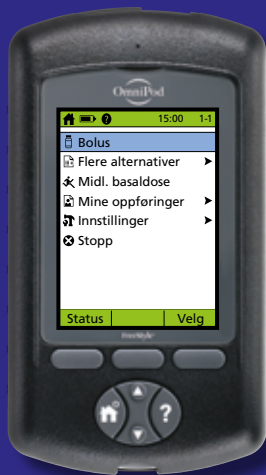 OmniPod
15:00 1-1
Bolus
Flere alternativer
Midl. basaldose
Mine oppføringer
Innstillinger
Stopp
Status Velg
FreeStyle
?